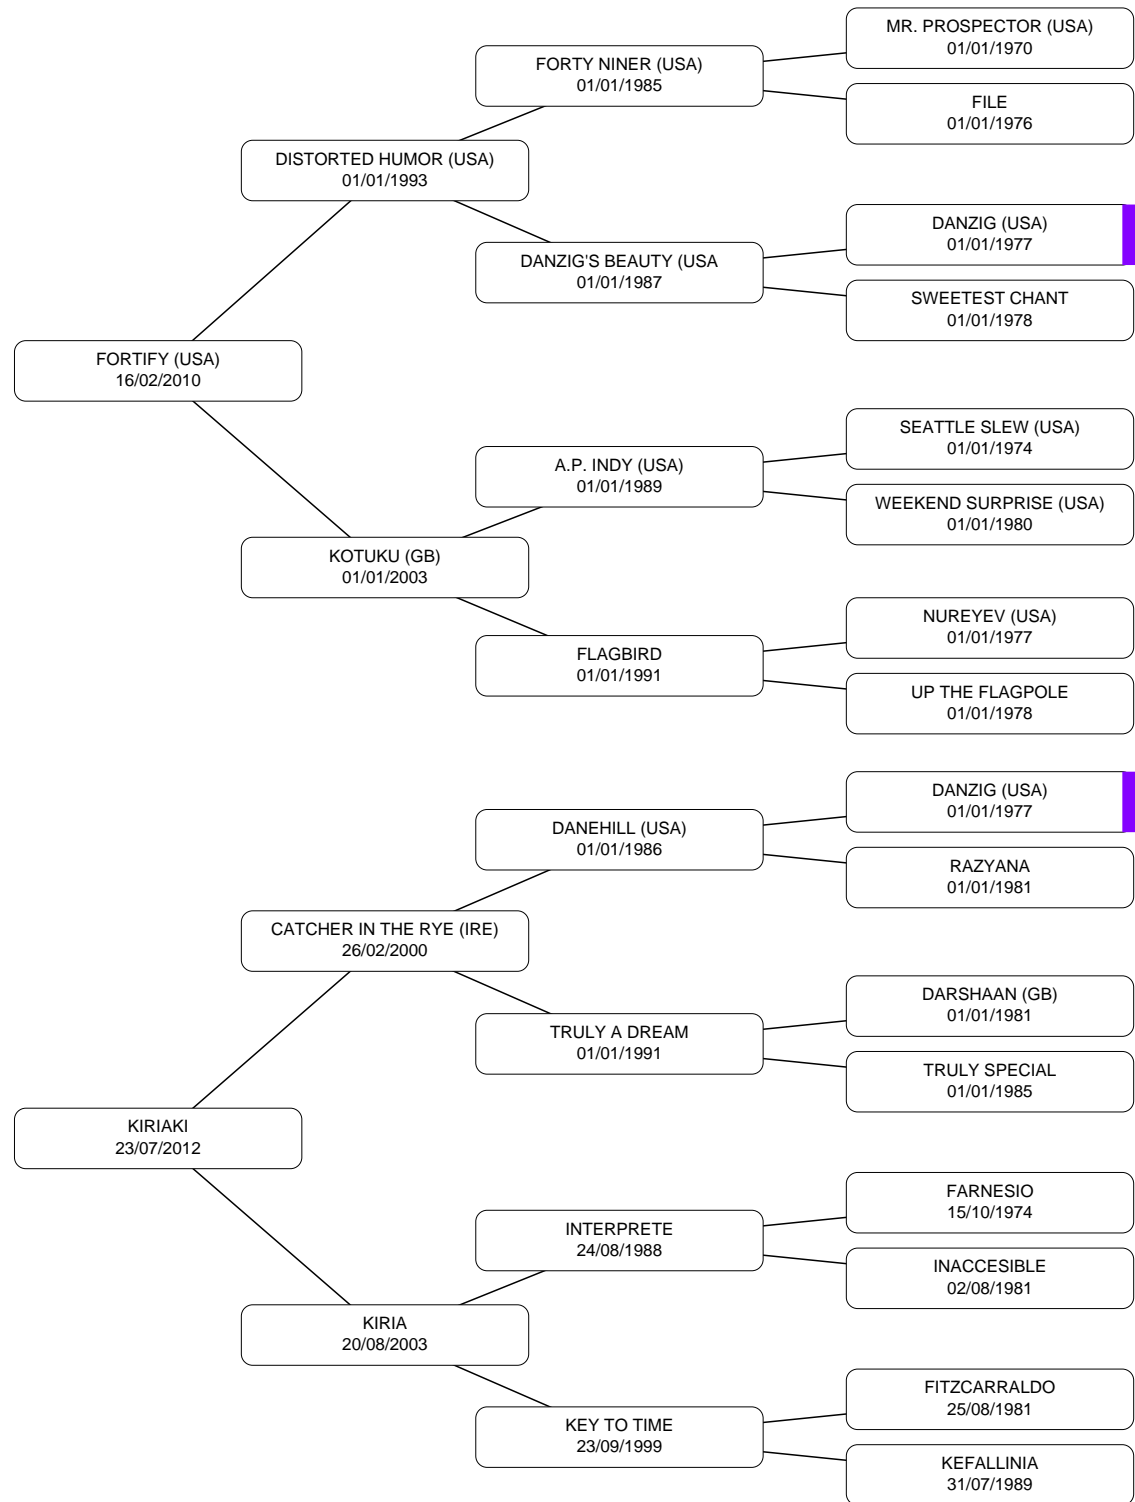 MR. PROSPECTOR (USA)
01/01/1970
FORTY NINER (USA)
01/01/1985
FILE
01/01/1976
DISTORTED HUMOR (USA)
01/01/1993
DANZIG (USA)
01/01/1977
DANZIG'S BEAUTY (USA
01/01/1987
SWEETEST CHANT
01/01/1978
FORTIFY (USA)
16/02/2010
SEATTLE SLEW (USA)
01/01/1974
A.P. INDY (USA)
01/01/1989
WEEKEND SURPRISE (USA)
01/01/1980
KOTUKU (GB)
01/01/2003
NUREYEV (USA)
01/01/1977
FLAGBIRD
01/01/1991
UP THE FLAGPOLE
01/01/1978
DANZIG (USA)
01/01/1977
DANEHILL (USA)
01/01/1986
RAZYANA
01/01/1981
CATCHER IN THE RYE (IRE)
26/02/2000
DARSHAAN (GB)
01/01/1981
TRULY A DREAM
01/01/1991
TRULY SPECIAL
01/01/1985
KIRIAKI
23/07/2012
FARNESIO
15/10/1974
INTERPRETE
24/08/1988
INACCESIBLE
02/08/1981
KIRIA
20/08/2003
FITZCARRALDO
25/08/1981
KEY TO TIME
23/09/1999
KEFALLINIA
31/07/1989